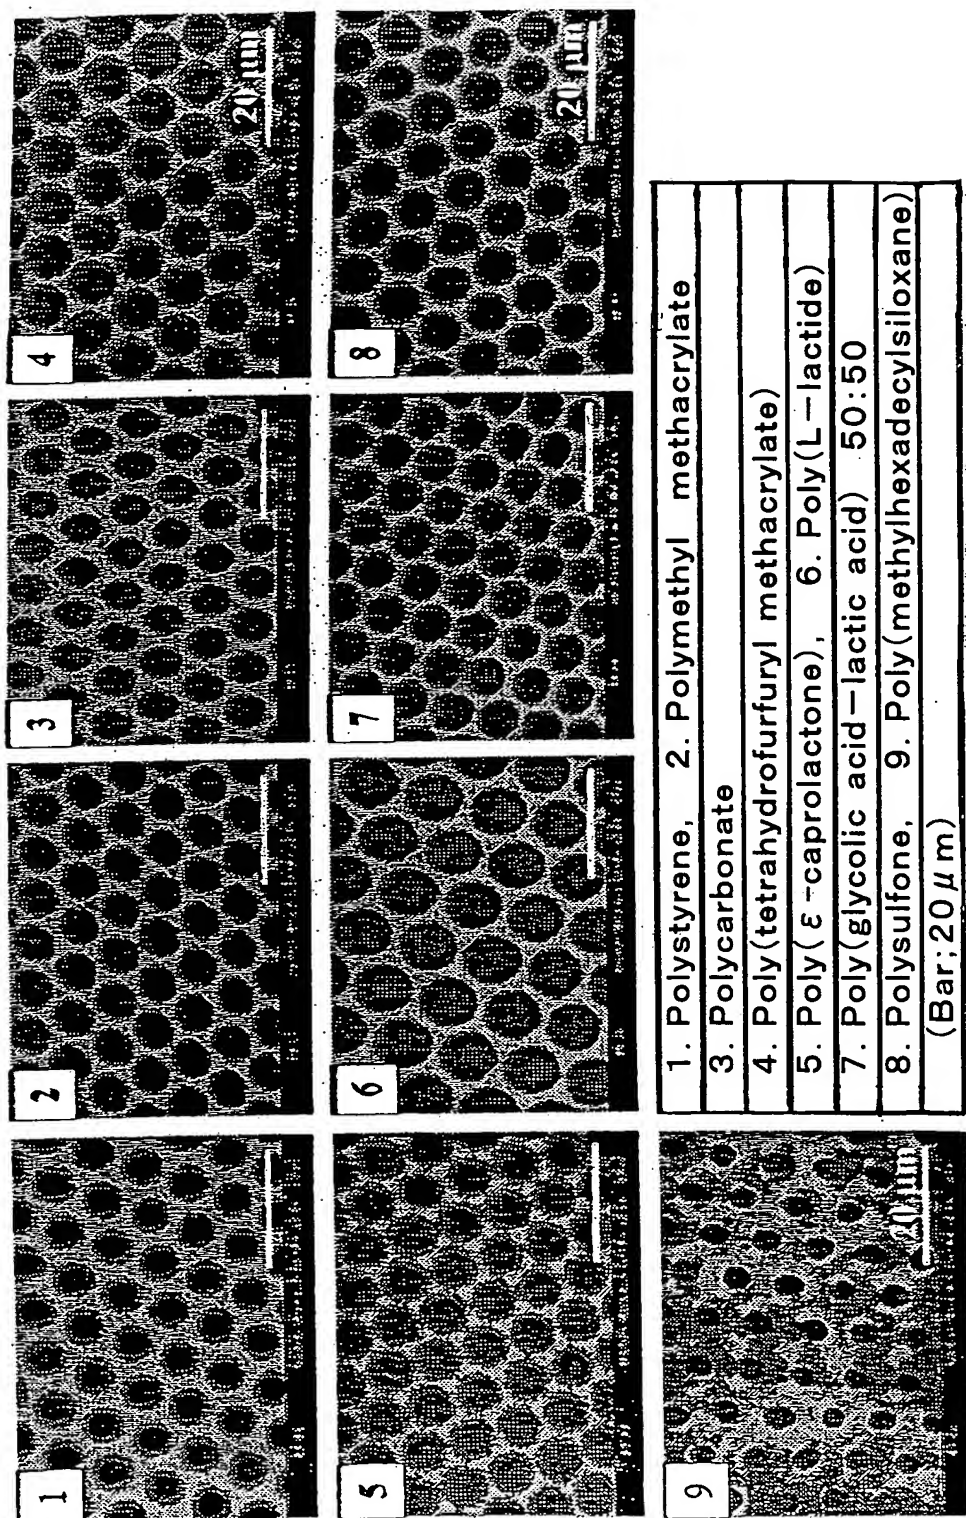 1
2
3
4
20 μm
5
6
7
8
20 μm
9
20 μm
1. Polystyrene, 2. Polymethyl methacrylate
3. Polycarbonate
4. Poly(tetrahydrofurfuryl methacrylate)
5. Poly(ε-caprolactone), 6. Poly(L-lactide)
7. Poly(glycolic acid-lactic acid) 50:50
8. Polysulfone, 9. Poly(methylhexadecylsiloxane)
(Bar;20μm)